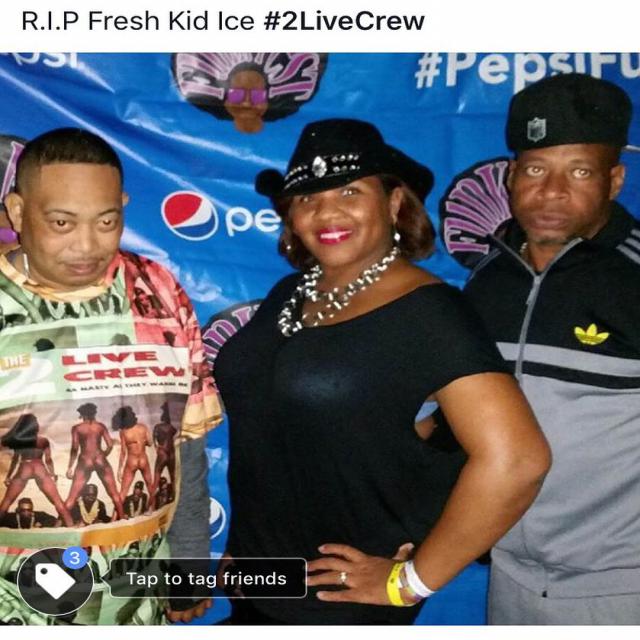 R.I.P Fresh Kid Ice #2LiveCrew
#PepsiFu
pe
THE
2 LIVE
CREW
AS NASTY AS THEY WANNA BE
3
Tap to tag friends